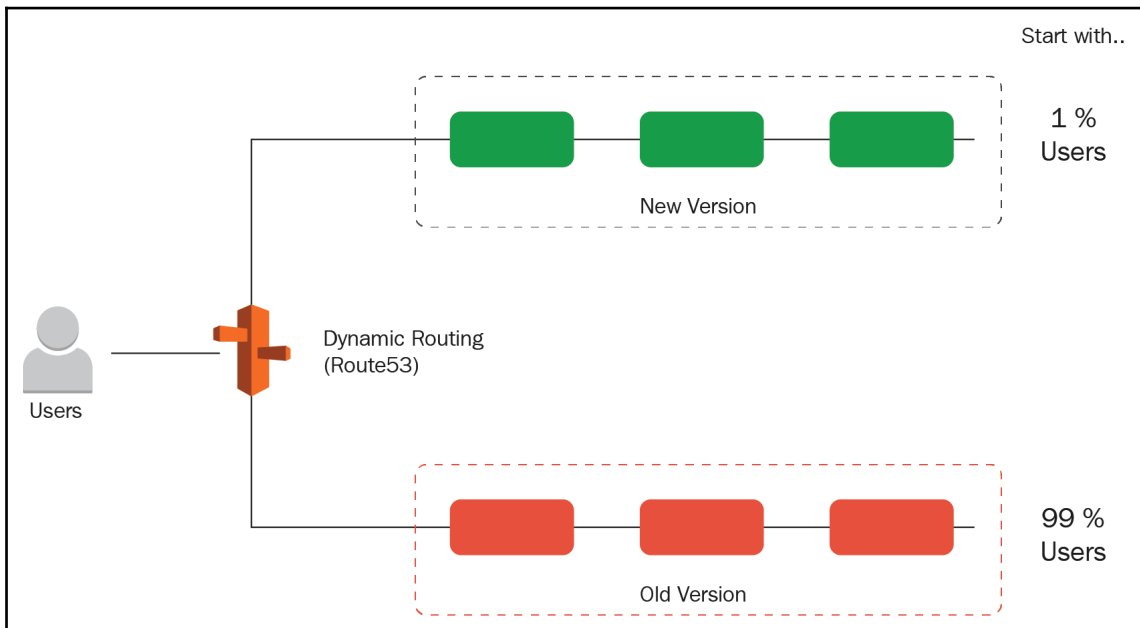 Start with..
1 %
Users
New Version
Dynamic Routing
(Route53)
Users
99 %
Users
Old Version